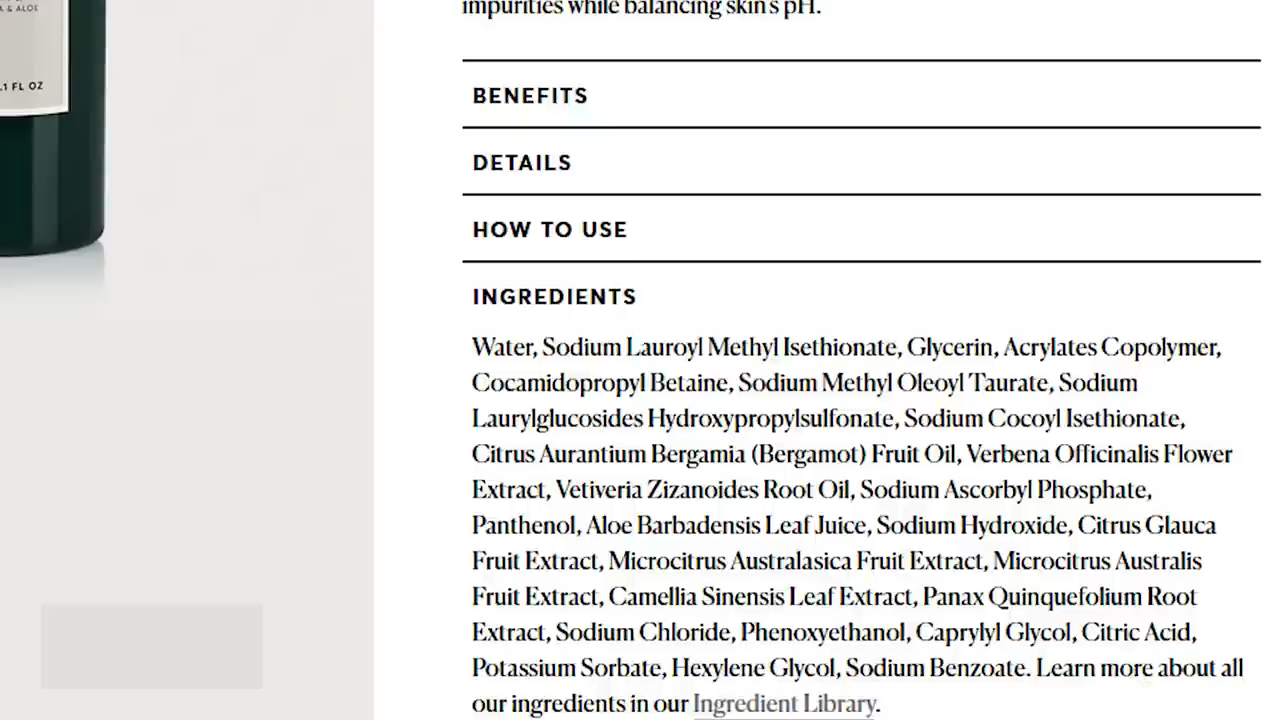 & ALOE
.1 FL OZ
impurities while balancing skin's pH.
BENEFITS
DETAILS
HOW TO USE
INGREDIENTS
Water, Sodium Lauroyl Methyl Isethionate, Glycerin, Acrylates Copolymer,
Cocamidopropyl Betaine, Sodium Methyl Oleoyl Taurate, Sodium
Laurylglucosides Hydroxypropylsulfonate, Sodium Cocoyl Isethionate,
Citrus Aurantium Bergamia (Bergamot) Fruit Oil, Verbena Officinalis Flower
Extract, Vetiveria Zizanoides Root Oil, Sodium Ascorbyl Phosphate,
Panthenol, Aloe Barbadensis Leaf Juice, Sodium Hydroxide, Citrus Glauca
Fruit Extract, Microcitrus Australasica Fruit Extract, Microcitrus Australis
Fruit Extract, Camellia Sinensis Leaf Extract, Panax Quinquefolium Root
Extract, Sodium Chloride, Phenoxyethanol, Caprylyl Glycol, Citric Acid,
Potassium Sorbate, Hexylene Glycol, Sodium Benzoate. Learn more about all
our ingredients in our Ingredient Library.